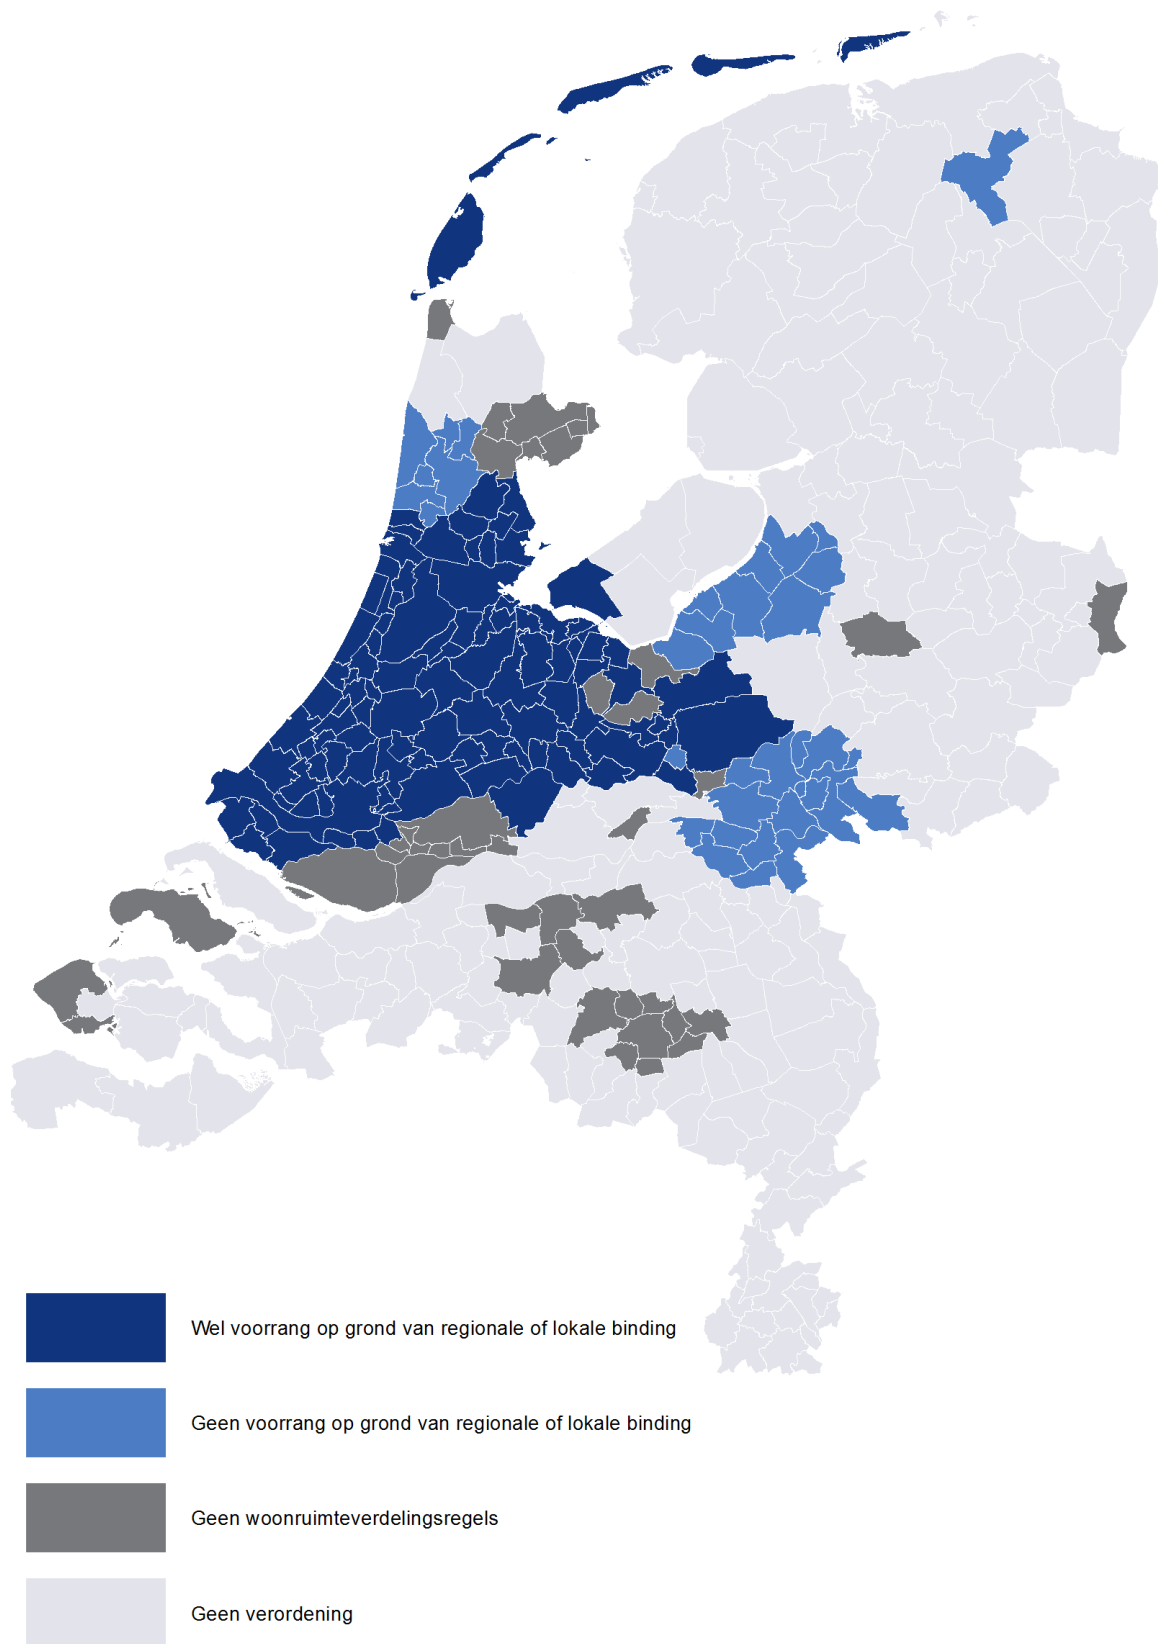 Wel voorrang op grond van regionale of lokale binding
Geen voorrang op grond van regionale of lokale binding
Geen woonruimteverdelingsregels
Geen verordening